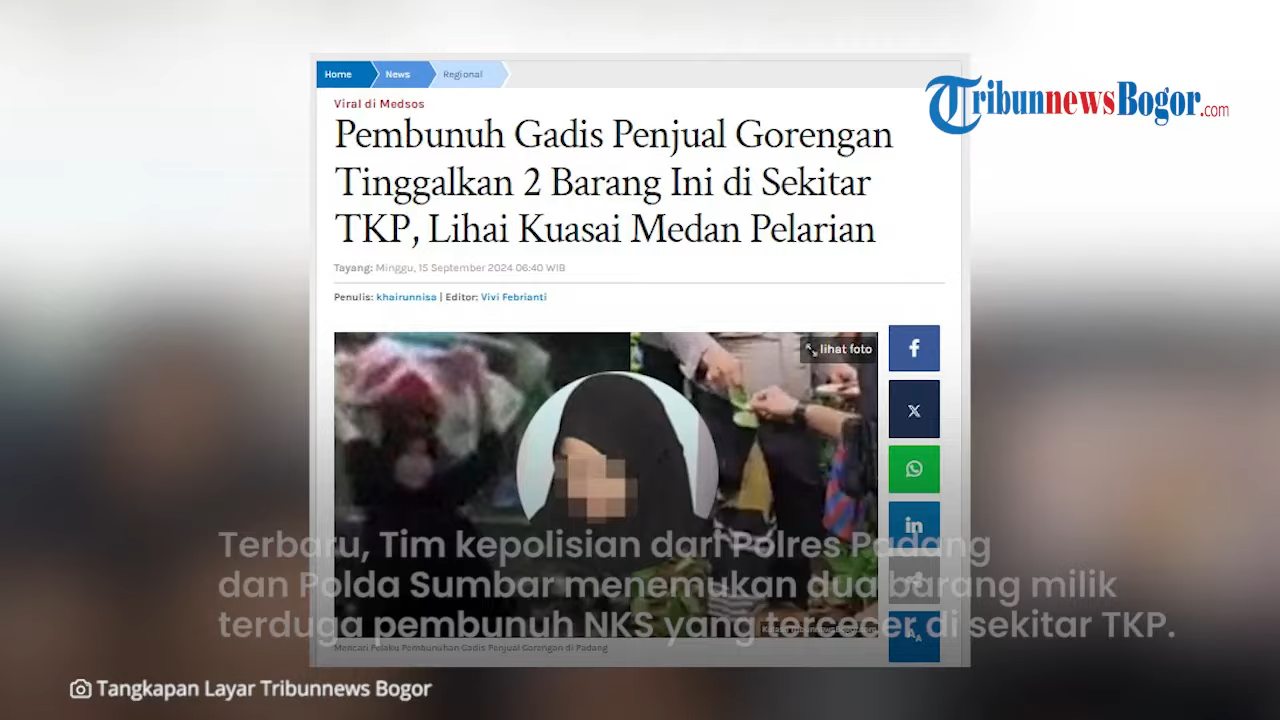 Home News Regional
TribunnewsBogor.com
Viral di Medsos
Pembunuh Gadis Penjual Gorengan
Tinggalkan 2 Barang Ini di Sekitar
TKP, Lihai Kuasai Medan Pelarian
Tayang: Minggu, 15 September 2024 06:40 WIB
Penulis: khairunnisa | Editor: Vivi Febrianti
lihat foto
Terbaru, Tim kepolisian dari Polres Padang
dan Polda Sumbar menemukan dua barang milik
terduga pembunuh NKS yang tercecer di sekitar TKP.
Mencari Pelaku Pembunuhan Gadis Penjual Gorengan di Padang
Tangkapan Layar Tribunnews Bogor